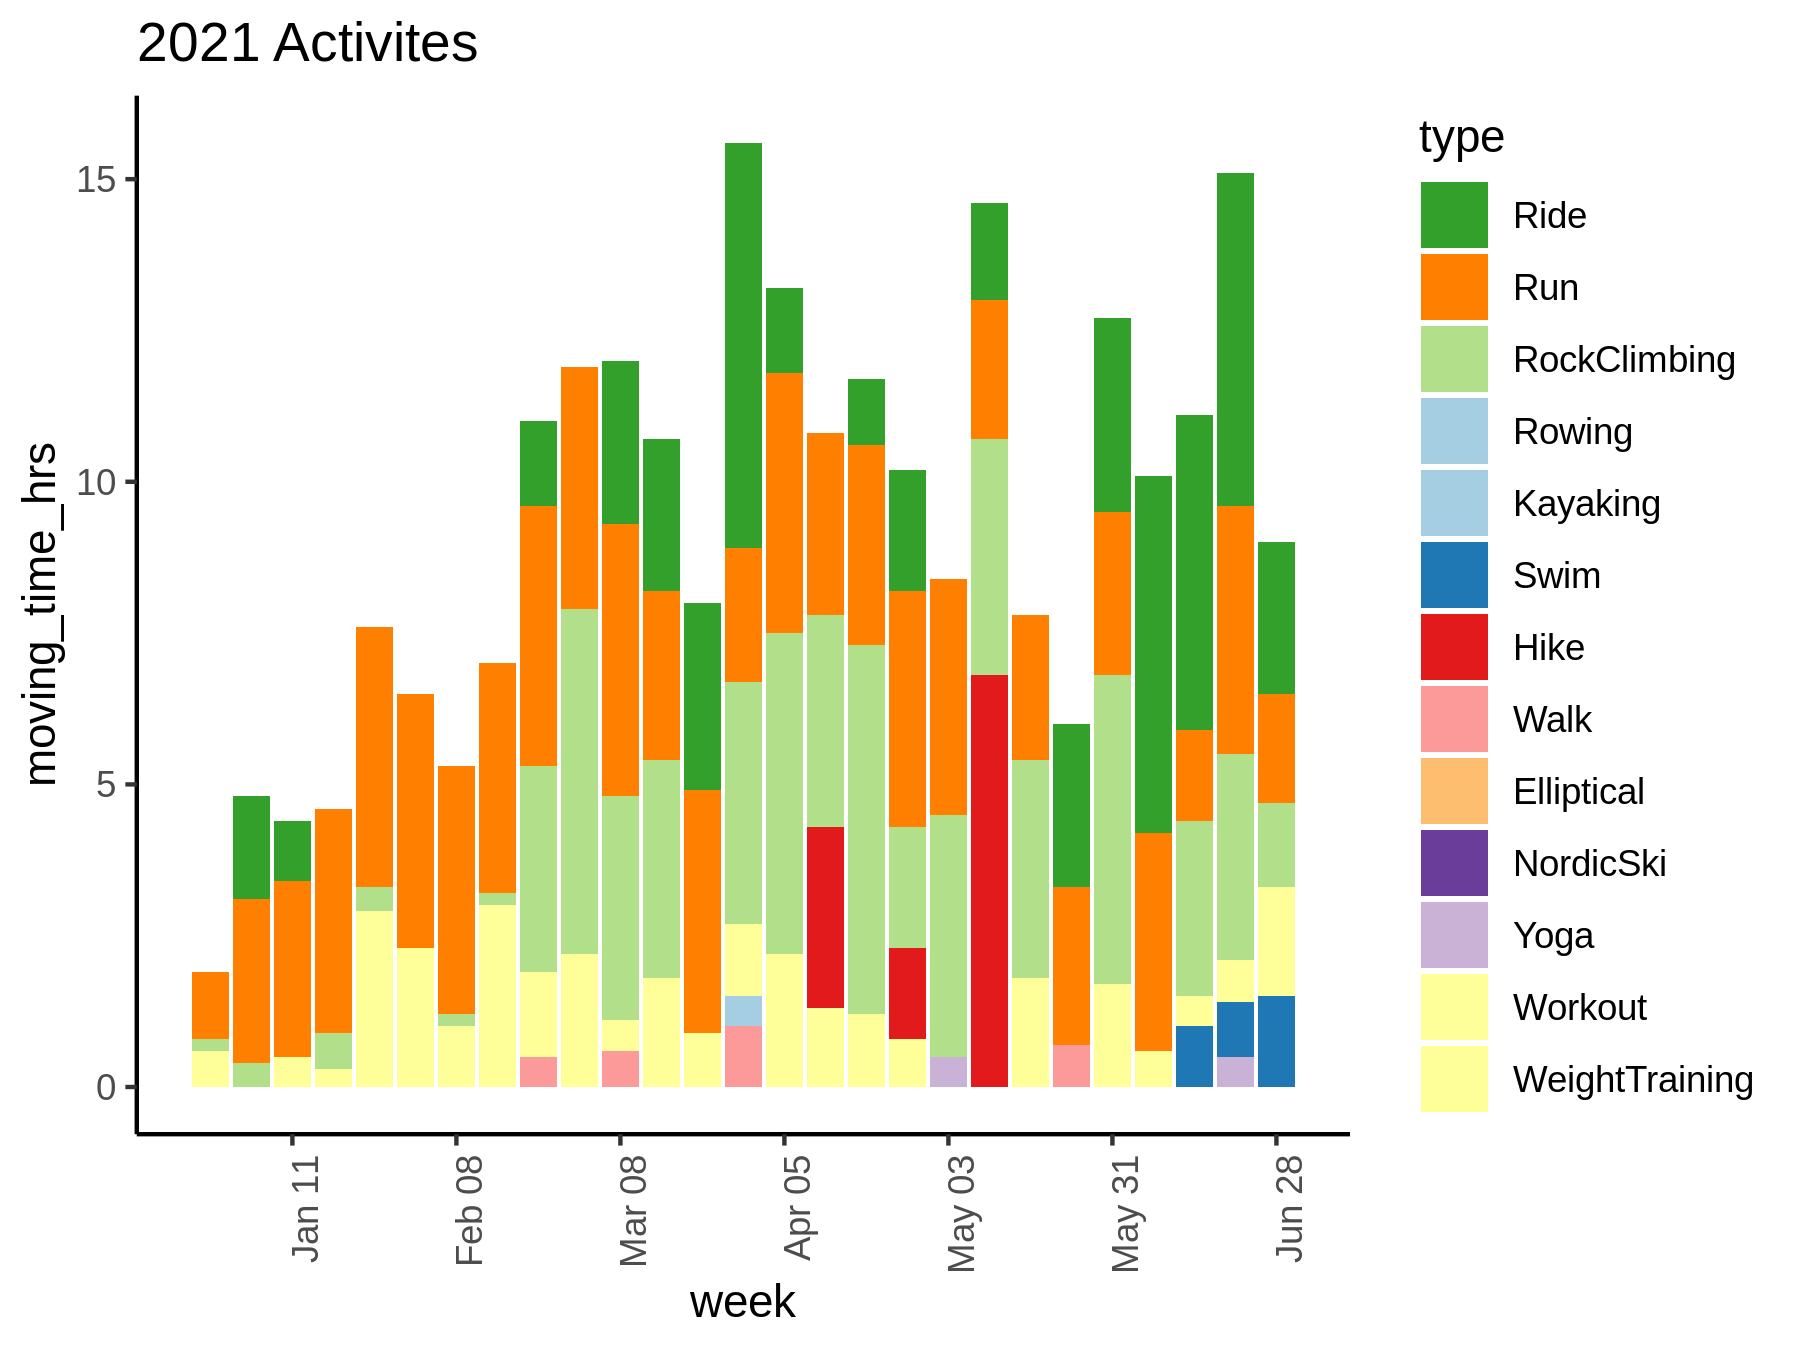 2021 Activites
moving_time_hrs
15
10
5
0
Jan 11
Feb 08
Mar 08
Apr 05
May 03
May 31
Jun 28
week
type
Ride
Run
RockClimbing
Rowing
Kayaking
Swim
Hike
Walk
Elliptical
NordicSki
Yoga
Workout
WeightTraining